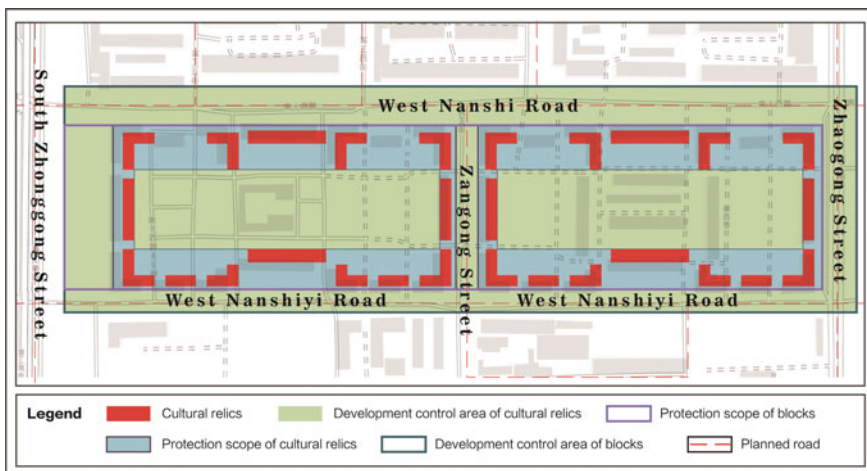 West Nanshi Road
South Zhonggong Street
Zangong Street
Zhaogong Street
West Nanshiyi Road
West Nanshiyi Road
Legend
Cultural relics
Development control area of cultural relics
Protection scope of blocks
Protection scope of cultural relics
Development control area of blocks
Planned road